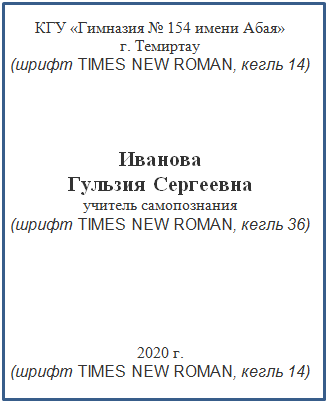 КГУ «Гимназия № 154 имени Абая»
г. Темиртау
(шрифт TIMES NEW ROMAN, кегль 14)
Иванова
Гульзия Сергеевна
учитель самопознания
(шрифт TIMES NEW ROMAN, кегль 36)
2020 г.
(шрифт TIMES NEW ROMAN, кегль 14)